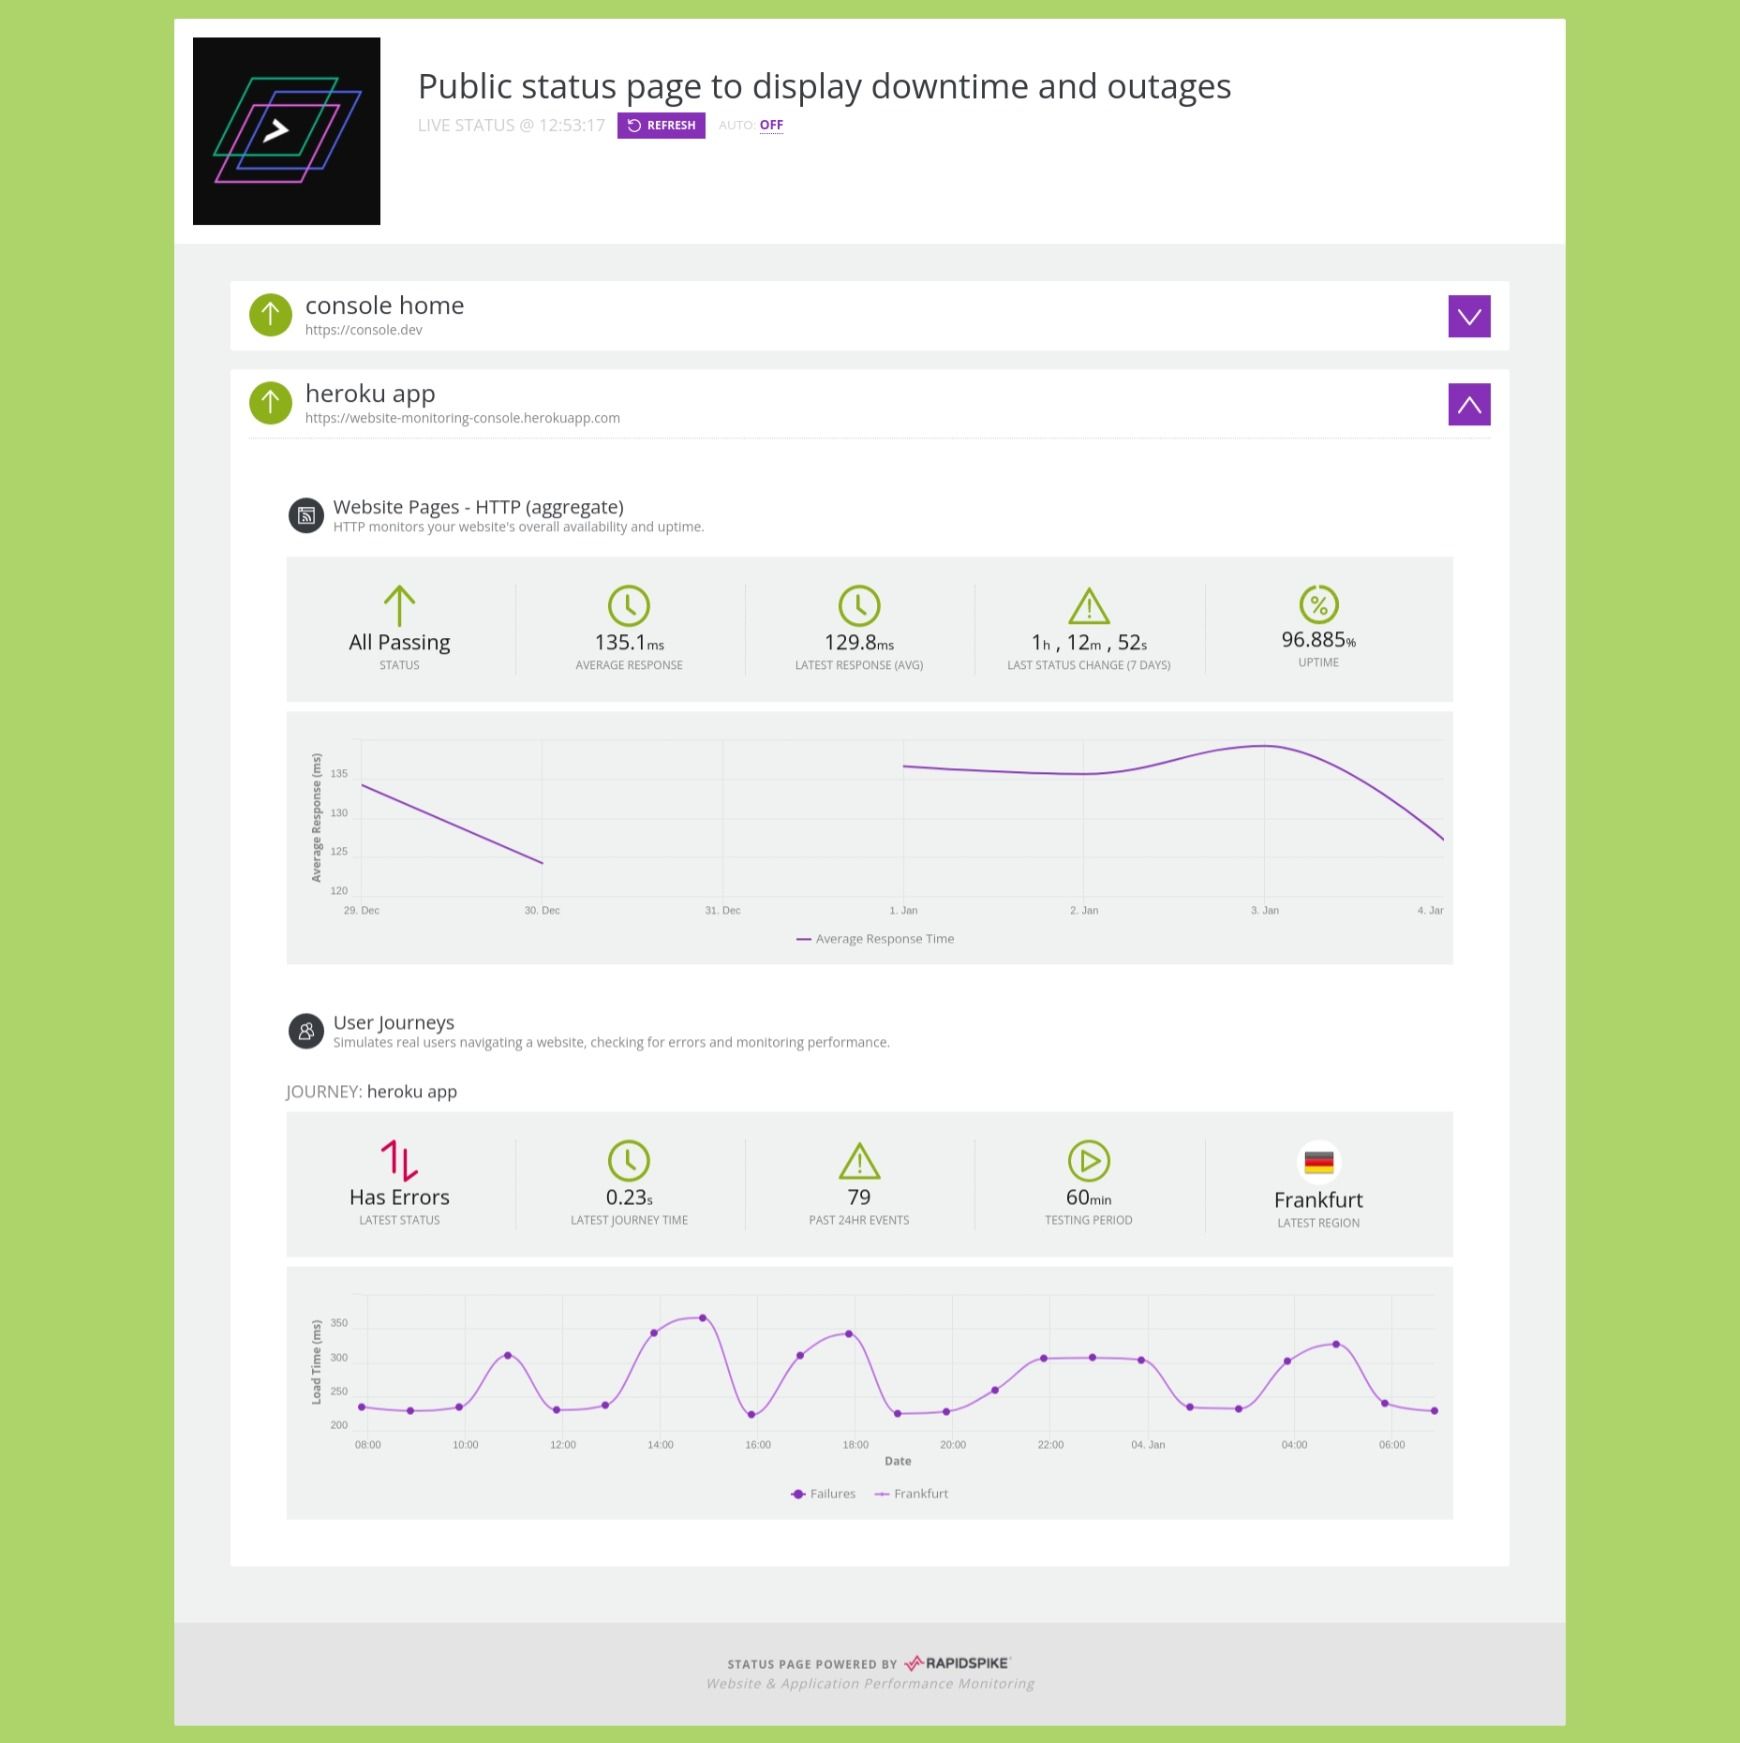 Public status page to display downtime and outages
LIVE STATUS @ 12:53:17 REFRESH AUTO: OFF
console home
https://console.dev
heroku app
https://website-monitoring-console.herokuapp.com
Website Pages - HTTP (aggregate)
HTTP monitors your website's overall availability and uptime.
All Passing 135.1ms 129.8ms 1h , 12m , 52s 96.885%
STATUS AVERAGE RESPONSE LATEST RESPONSE (AVG) LAST STATUS CHANGE (7 DAYS) UPTIME
Average Response (ms)
135
130
125
120
29. Dec 30. Dec 31. Dec 1. Jan 2. Jan 3. Jan 4. Jan
Average Response Time
User Journeys
Simulates real users navigating a website, checking for errors and monitoring performance.
JOURNEY: heroku app
Has Errors 0.23s 79 60min Frankfurt
LATEST STATUS LATEST JOURNEY TIME PAST 24HR EVENTS TESTING PERIOD LATEST REGION
Load Time (ms)
350
300
250
200
08:00 10:00 12:00 14:00 16:00 18:00 20:00 22:00 04. Jan 04:00 06:00
Date
Failures Frankfurt
STATUS PAGE POWERED BY RAPIDSPIKE
Website & Application Performance Monitoring